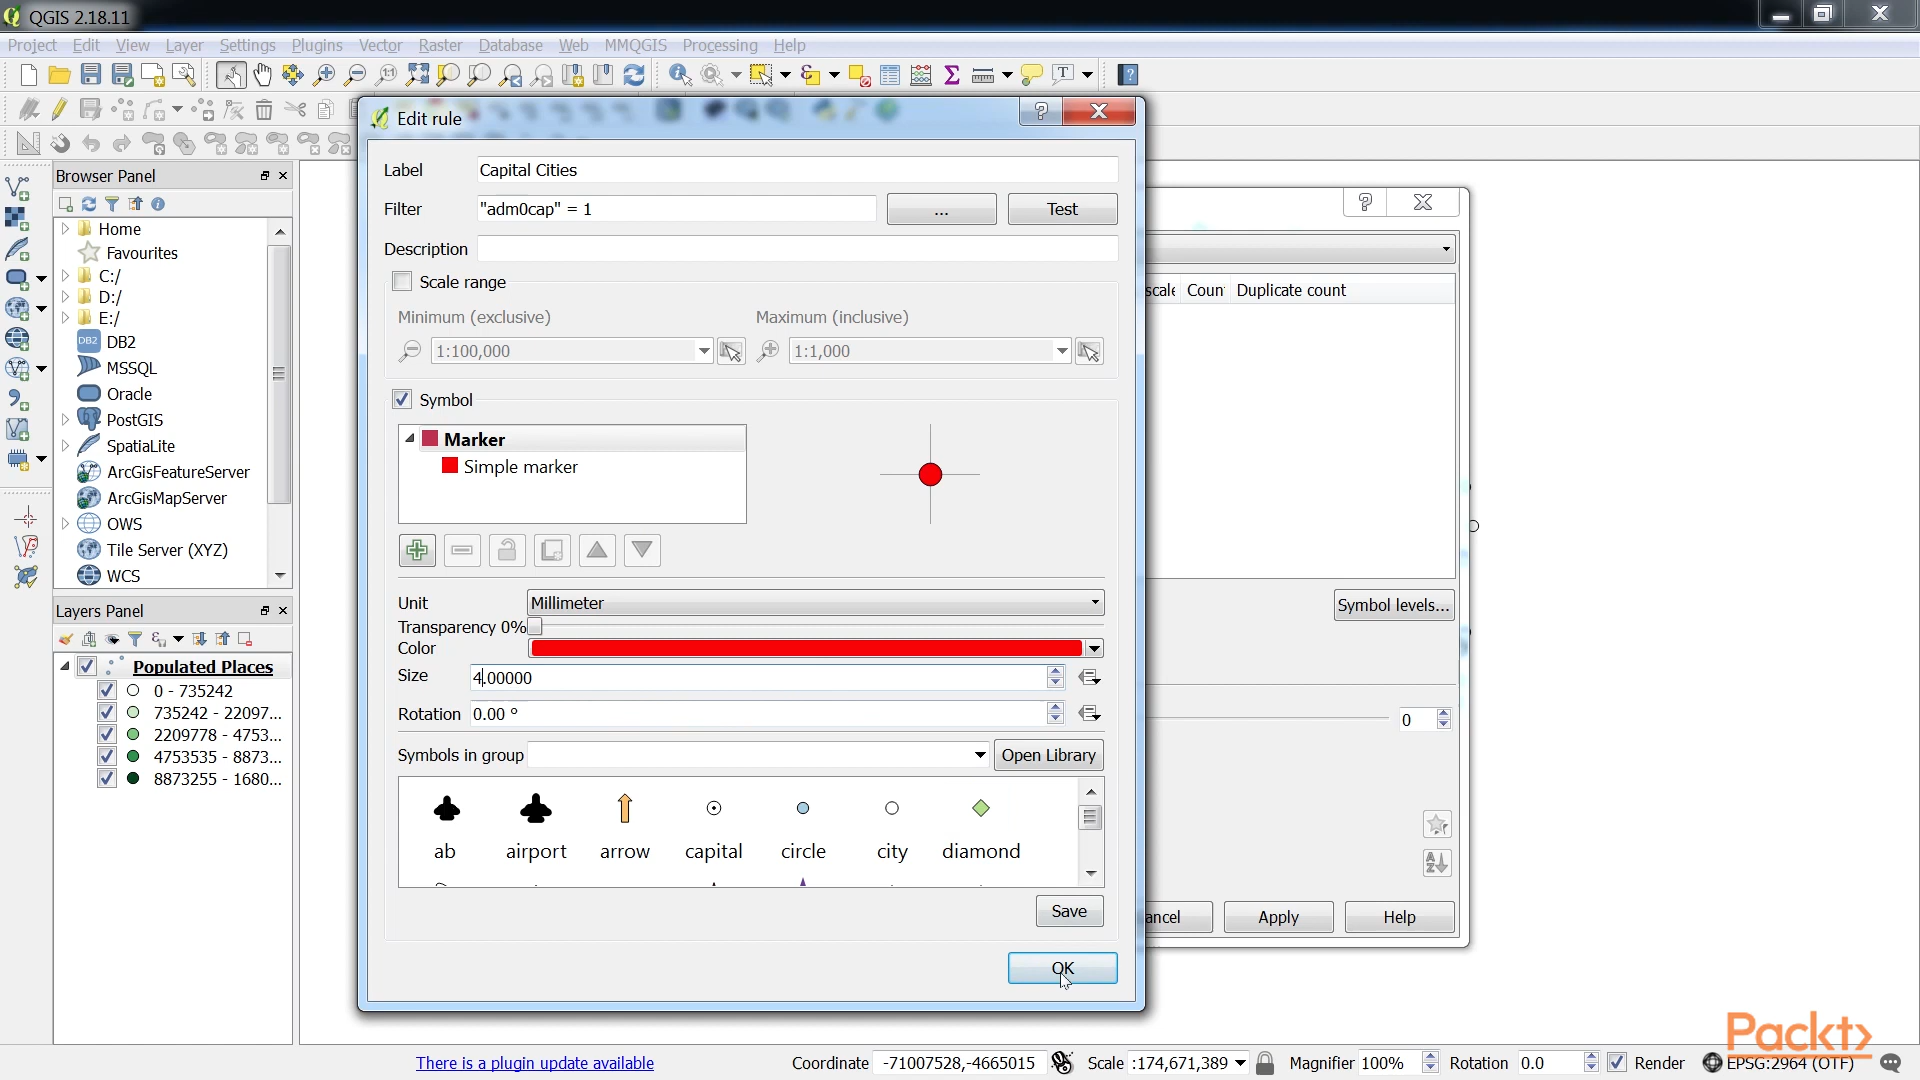 QGIS 2.18.11
Project Edit View Layer Settings Plugins Vector Raster Database Web MMQGIS Processing Help
Edit rule
Label Capital Cities
Filter "adm0cap" = 1 ... Test
Description
Scale range
Minimum (exclusive) Maximum (inclusive)
1:100,000 1:1,000
Symbol
Marker
Simple marker
Unit Millimeter
Transparency 0%
Color
Size 4.00000
Rotation 0.00 °
Symbols in group Open Library
ab airport arrow capital circle city diamond
Save
OK
Browser Panel
Home
Favourites
C:/
D:/
E:/
DB2 DB2
MSSQL
Oracle
PostGIS
SpatiaLite
ArcGisFeatureServer
ArcGisMapServer
OWS
Tile Server (XYZ)
WCS
Layers Panel
Populated Places
0 - 735242
735242 - 22097...
2209778 - 4753...
4753535 - 8873...
8873255 - 1680...
scale Coun Duplicate count
Symbol levels...
0
ancel Apply Help
Packt>
There is a plugin update available Coordinate -71007528,-4665015 Scale :174,671,389 Magnifier 100% Rotation 0.0 Render EPSG:2964 (OTF)